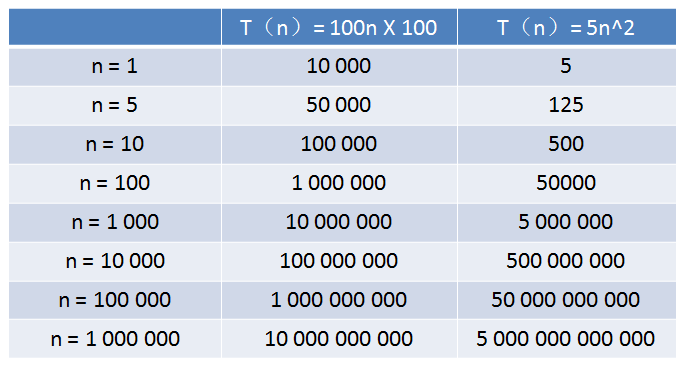 T（n）= 100n X 100 T（n）= 5n^2
n = 1 10 000 5
n = 5 50 000 125
n = 10 100 000 500
n = 100 1 000 000 50000
n = 1 000 10 000 000 5 000 000
n = 10 000 100 000 000 500 000 000
n = 100 000 1 000 000 000 50 000 000 000
n = 1 000 000 10 000 000 000 5 000 000 000 000